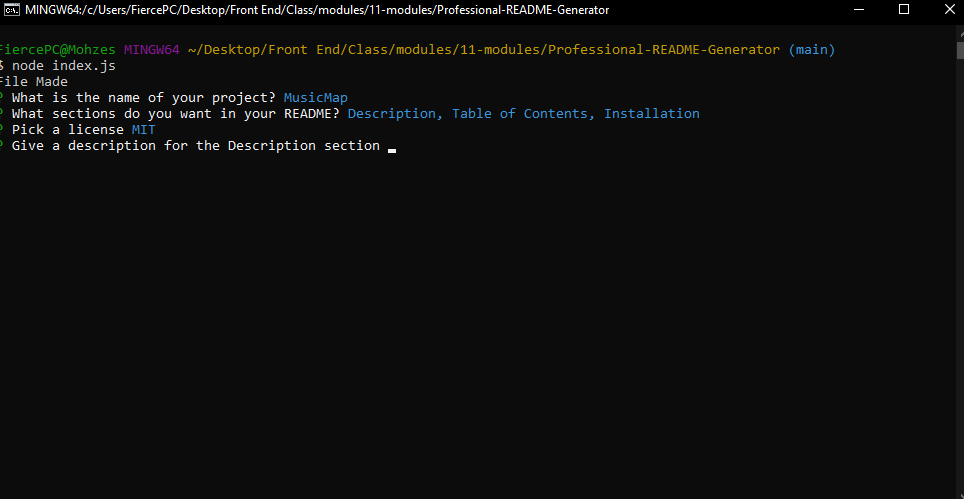 MINGW64:/c/Users/FiercePC/Desktop/Front End/Class/modules/11-modules/Professional-README-Generator
FiercePC@Mohzes MINGW64 ~/Desktop/Front End/Class/modules/11-modules/Professional-README-Generator (main)
$ node index.js
File Made
? What is the name of your project? MusicMap
? What sections do you want in your README? Description, Table of Contents, Installation
? Pick a license MIT
? Give a description for the Description section